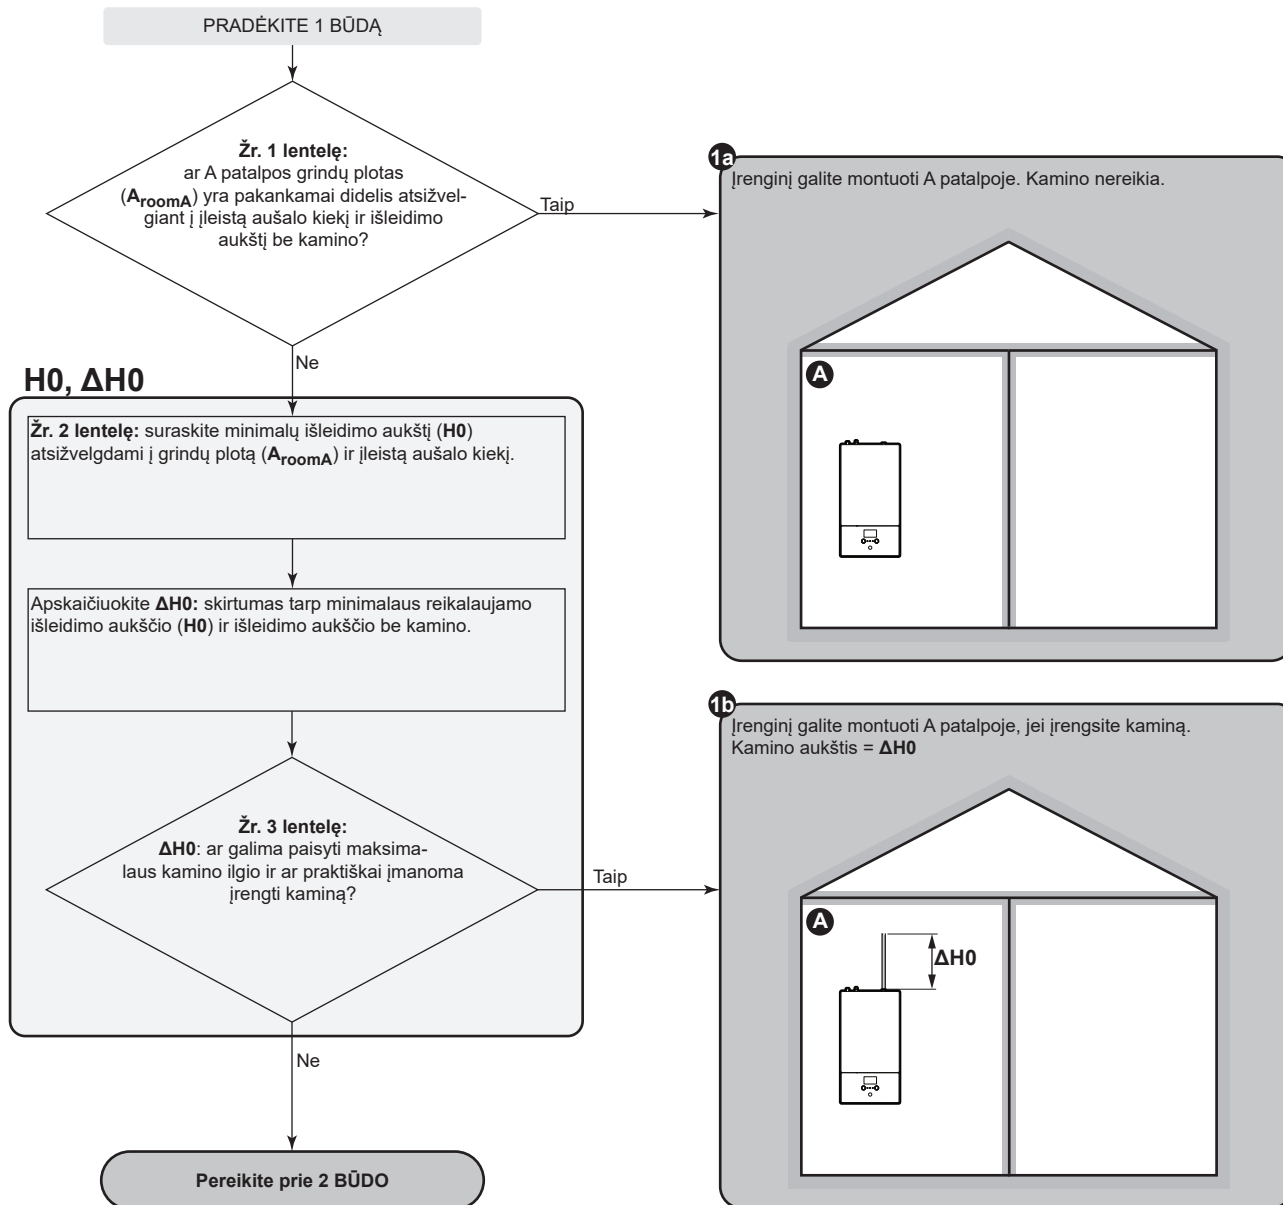 PRADĖKITE 1 BŪDĄ
Žr. 1 lentelę:
ar A patalpos grindų plotas
(AroomA) yra pakankamai didelis atsižvel-
giant į įleistą aušalo kiekį ir išleidimo
aukštį be kamino?
Taip
Ne
1a
Įrenginį galite montuoti A patalpoje. Kamino nereikia.
A
H0, ΔH0
Žr. 2 lentelę: suraskite minimalų išleidimo aukštį (H0)
atsižvelgdami į grindų plotą (AroomA) ir įleistą aušalo kiekį.
Apskaičiuokite ΔH0: skirtumas tarp minimalaus reikalaujamo
išleidimo aukščio (H0) ir išleidimo aukščio be kamino.
Žr. 3 lentelę:
ΔH0: ar galima paisyti maksima-
laus kamino ilgio ir ar praktiškai įmanoma
įrengti kaminą?
Taip
Ne
1b
Įrenginį galite montuoti A patalpoje, jei įrengsite kaminą.
Kamino aukštis = ΔH0
A
ΔH0
Pereikite prie 2 BŪDO